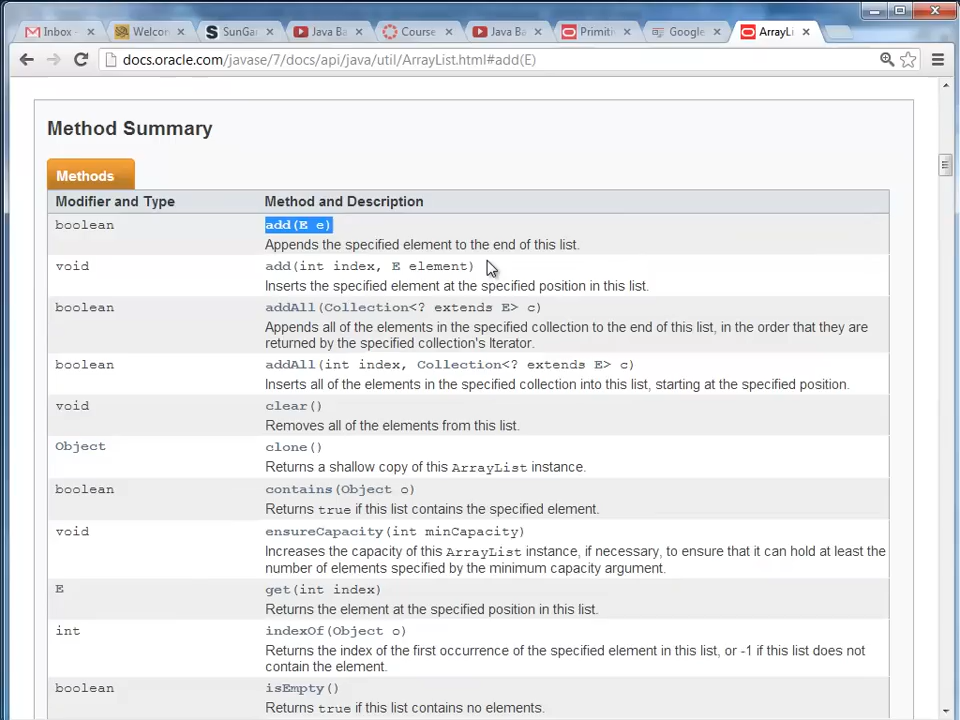 Inbox -
Welcon
SunGar
Java Ba
Course
Java Ba
Primiti
Google
ArrayLi
docs.oracle.com/javase/7/docs/api/java/util/ArrayList.html#add(E)
Method Summary
Methods
Modifier and Type Method and Description
boolean add(E e)
Appends the specified element to the end of this list.
void add(int index, E element)
Inserts the specified element at the specified position in this list.
boolean addAll(Collection<? extends E> c)
Appends all of the elements in the specified collection to the end of this list, in the order that they are
returned by the specified collection's Iterator.
boolean addAll(int index, Collection<? extends E> c)
Inserts all of the elements in the specified collection into this list, starting at the specified position.
void clear()
Removes all of the elements from this list.
Object clone()
Returns a shallow copy of this ArrayList instance.
boolean contains(Object o)
Returns true if this list contains the specified element.
void ensureCapacity(int minCapacity)
Increases the capacity of this ArrayList instance, if necessary, to ensure that it can hold at least the
number of elements specified by the minimum capacity argument.
E get(int index)
Returns the element at the specified position in this list.
int indexOf(Object o)
Returns the index of the first occurrence of the specified element in this list, or -1 if this list does not
contain the element.
boolean isEmpty()
Returns true if this list contains no elements.